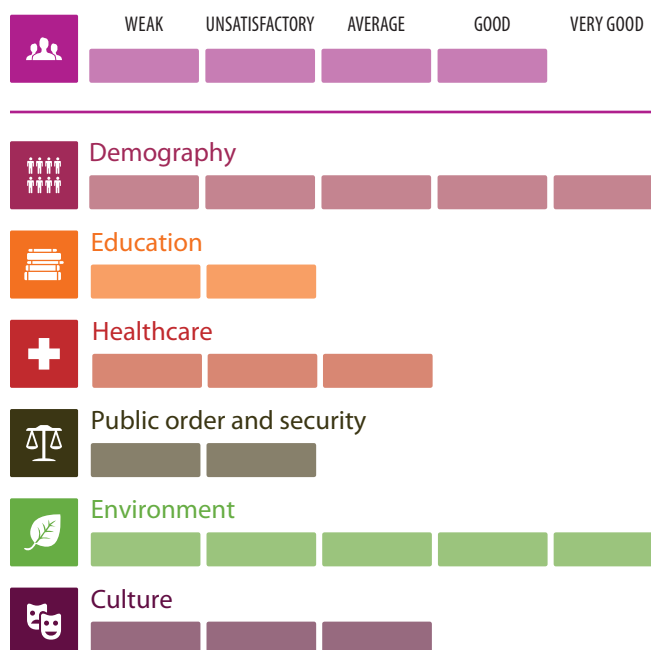 WEAK UNSATISFACTORY AVERAGE GOOD VERY GOOD
Demography
Education
Healthcare
Public order and security
Environment
Culture